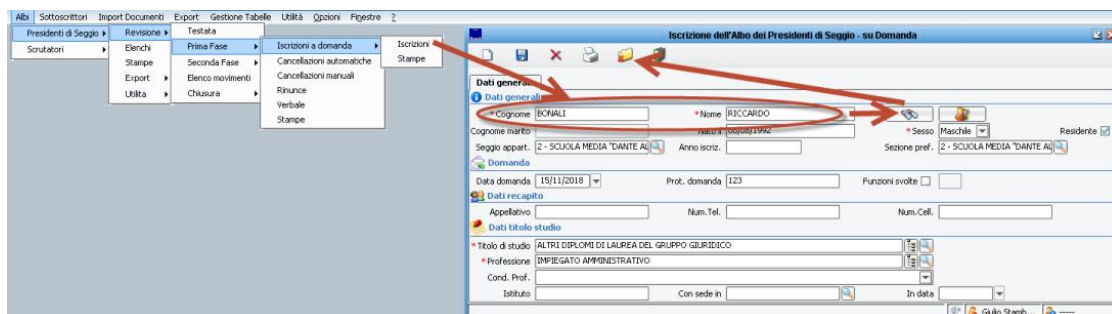 Albi Sottoscrittori Import Documenti Export Gestione Tabelle Utilità Opzioni Finestre ?
Presidenti di Seggio Revisione Testata
Scrutatori Elenchi Prima Fase Iscrizioni a domanda Iscrizioni
Stampe Seconda Fase Cancellazioni automatiche Stampe
Export Elenco movimenti Cancellazioni manuali
Utilita Chiusura Rinunce
Verbale
Stampe
Iscrizione dell'Albo dei Presidenti di Seggio - su Domanda
Dati generali
Dati generali
*Cognome BONALI *Nome RICCARDO
Cognome marito Nato il 08/08/1992 *Sesso Maschile Residente
Seggio appart. 2 - SCUOLA MEDIA "DANTE AL Anno iscriz. Sezione pref. 2 - SCUOLA MEDIA "DANTE AL
Domanda
Data domanda 15/11/2018 Prot. domanda 123 Funzioni svolte
Dati recapito
Appellativo Num.Tel. Num.Cell.
Dati titolo studio
*Titolo di studio ALTRI DIPLOMI DI LAUREA DEL GRUPPO GIURIDICO
*Professione IMPIEGATO AMMINISTRATIVO
Cond. Prof.
Istituto Con sede in In data
Giulio Stamb... -----